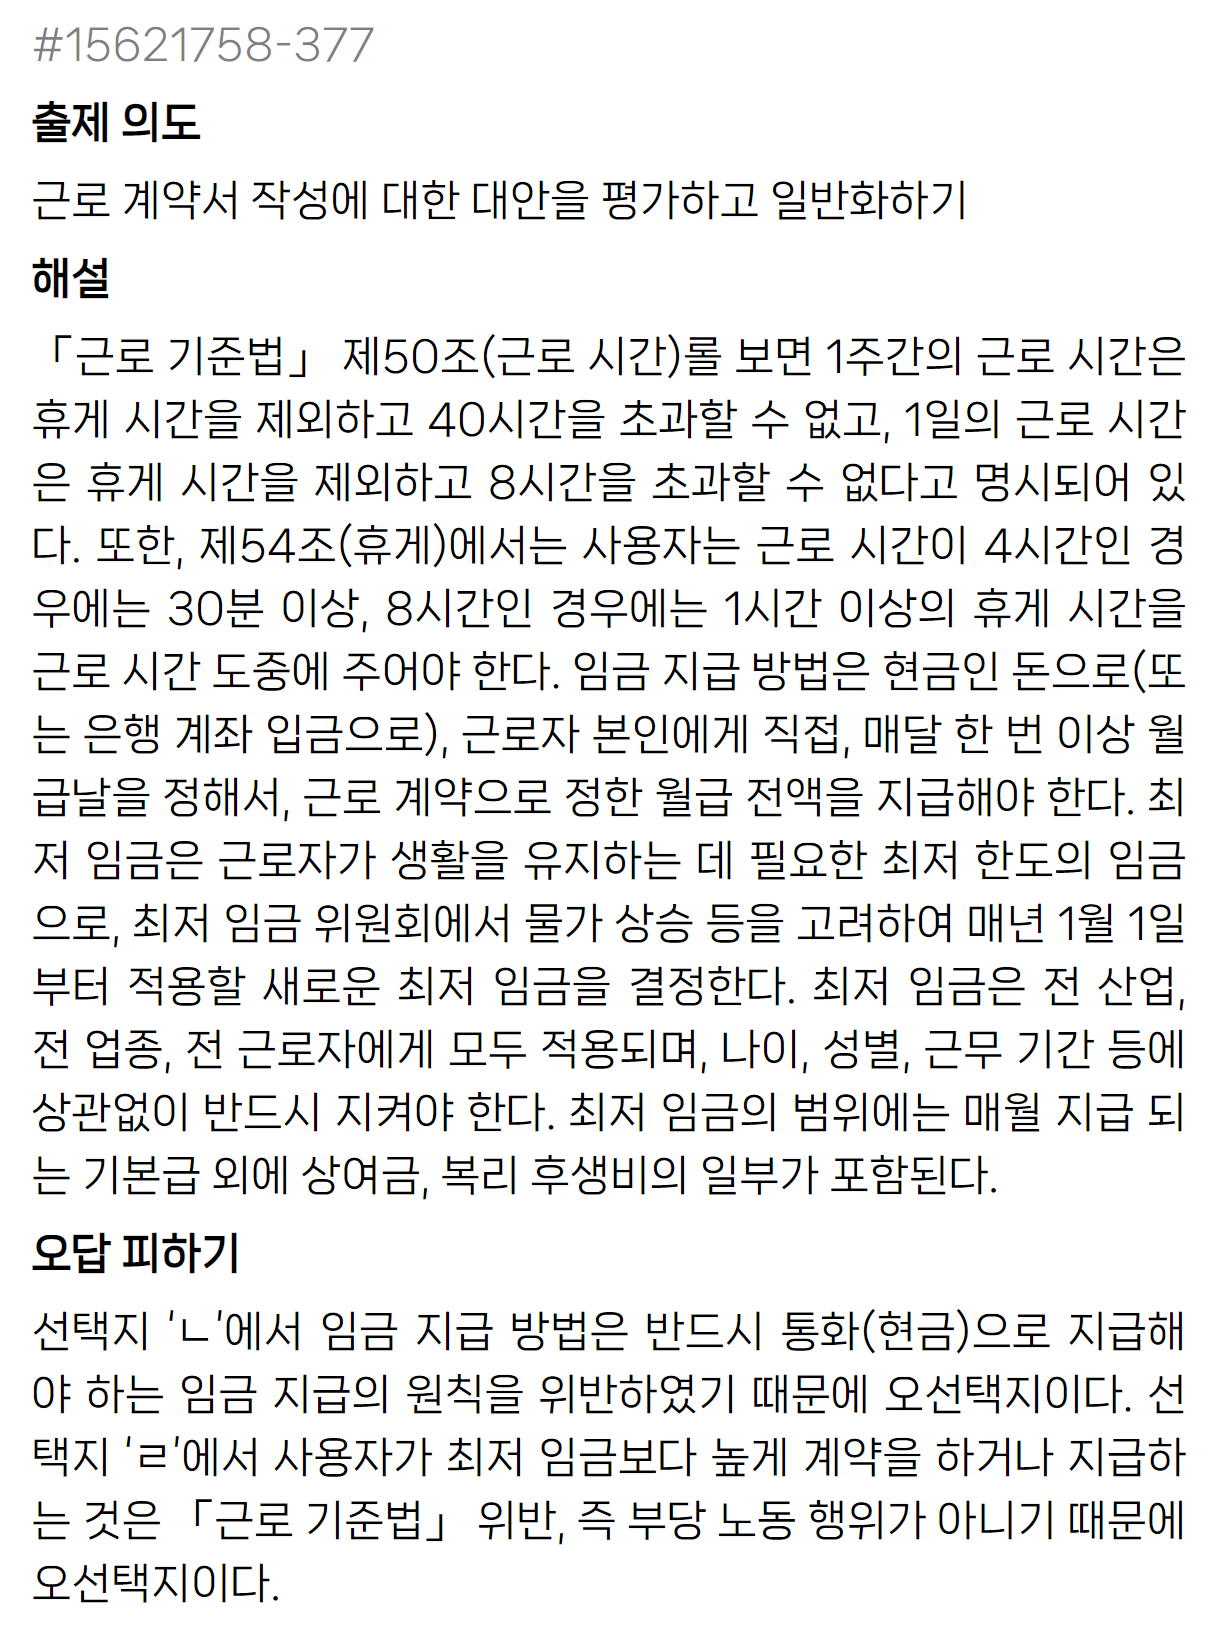 #15621758-377
출제 의도
근로 계약서 작성에 대한 대안을 평가하고 일반화하기
해설
「근로 기준법」 제50조(근로 시간)롤 보면 1주간의 근로 시간은
휴게 시간을 제외하고 40시간을 초과할 수 없고, 1일의 근로 시간
은 휴게 시간을 제외하고 8시간을 초과할 수 없다고 명시되어 있
다. 또한, 제54조(휴게)에서는 사용자는 근로 시간이 4시간인 경
우에는 30분 이상, 8시간인 경우에는 1시간 이상의 휴게 시간을
근로 시간 도중에 주어야 한다. 임금 지급 방법은 현금인 돈으로(또
는 은행 계좌 입금으로), 근로자 본인에게 직접, 매달 한 번 이상 월
급날을 정해서, 근로 계약으로 정한 월급 전액을 지급해야 한다. 최
저 임금은 근로자가 생활을 유지하는 데 필요한 최저 한도의 임금
으로, 최저 임금 위원회에서 물가 상승 등을 고려하여 매년 1월 1일
부터 적용할 새로운 최저 임금을 결정한다. 최저 임금은 전 산업,
전 업종, 전 근로자에게 모두 적용되며, 나이, 성별, 근무 기간 등에
상관없이 반드시 지켜야 한다. 최저 임금의 범위에는 매월 지급 되
는 기본급 외에 상여금, 복리 후생비의 일부가 포함된다.
오답 피하기
선택지 ‘ㄴ’에서 임금 지급 방법은 반드시 통화(현금)으로 지급해
야 하는 임금 지급의 원칙을 위반하였기 때문에 오선택지이다. 선
택지 ‘ㄹ’에서 사용자가 최저 임금보다 높게 계약을 하거나 지급하
는 것은 「근로 기준법」 위반, 즉 부당 노동 행위가 아니기 때문에
오선택지이다.